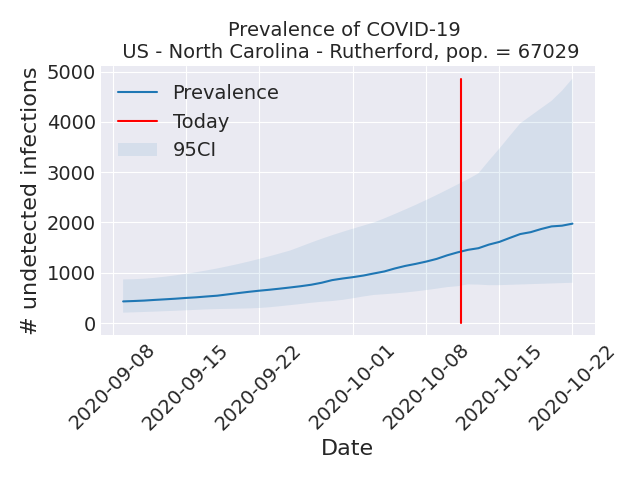 Prevalence of COVID-19
US - North Carolina - Rutherford, pop. = 67029
# undetected infections
5000
4000
3000
2000
1000
0
Prevalence
Today
95CI
2020-09-08
2020-09-15
2020-09-22
2020-10-01
2020-10-08
2020-10-15
2020-10-22
Date